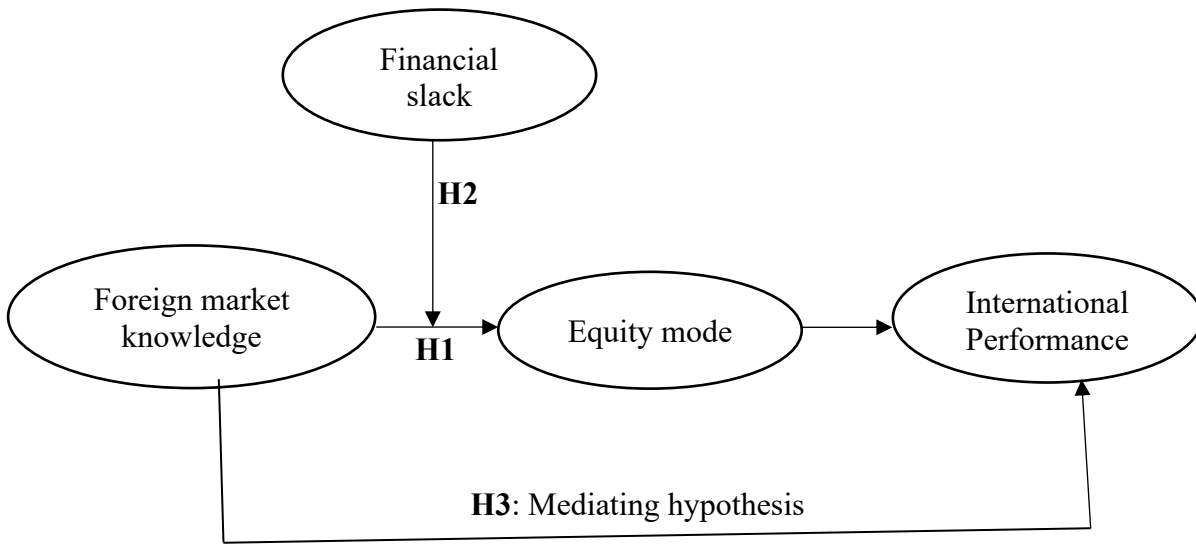 Financial
slack
H2
Foreign market
knowledge
H1
Equity mode
International
Performance
H3: Mediating hypothesis